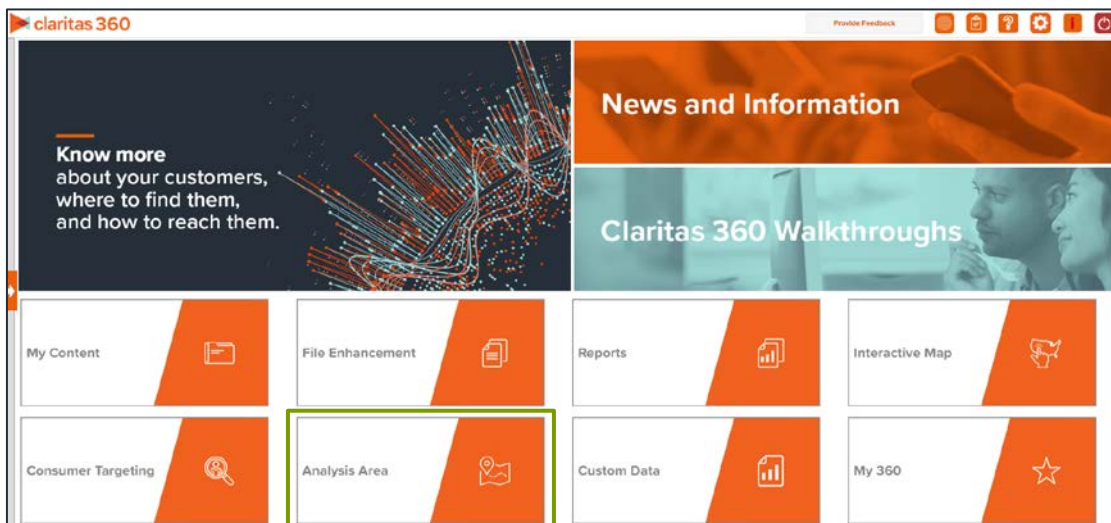 claritas 360
Provide Feedback
Know more
about your customers,
where to find them,
and how to reach them.
News and Information
Claritas 360 Walkthroughs
My Content
File Enhancement
Reports
Interactive Map
Consumer Targeting
Analysis Area
Custom Data
My 360